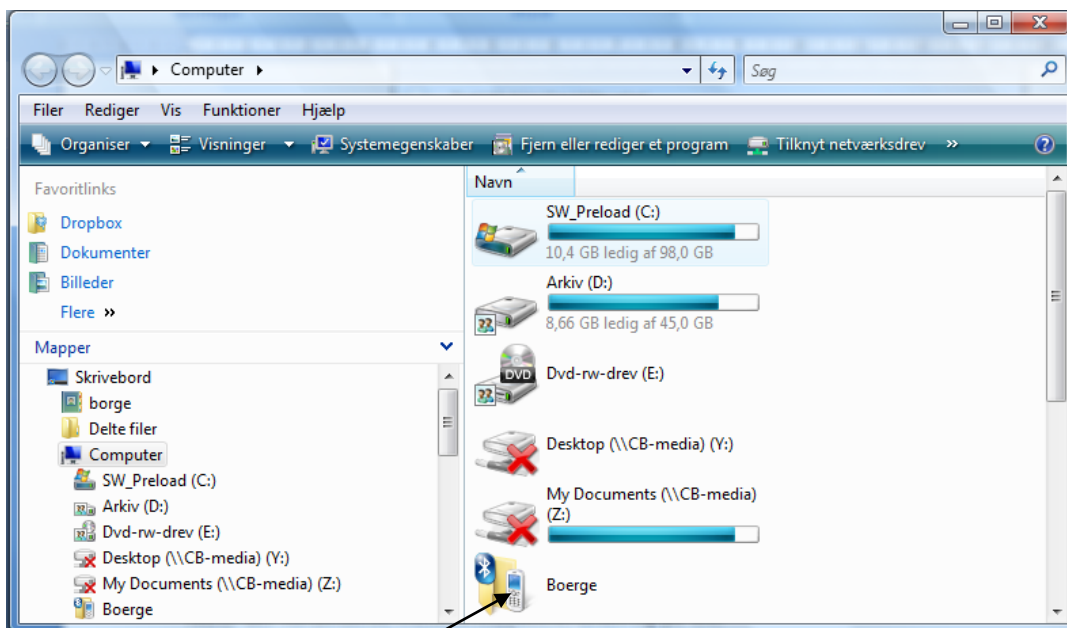 Computer
Søg
Filer Rediger Vis Funktioner Hjælp
Organiser Visninger Systemegenskaber Fjern eller rediger et program Tilknyt netværksdrev »
Favoritlinks
Dropbox
Dokumenter
Billeder
Flere »
Mapper
Skrivebord
borge
Delte filer
Computer
SW_Preload (C:)
Arkiv (D:)
Dvd-rw-drev (E:)
Desktop (\\CB-media) (Y:)
My Documents (\\CB-media) (Z:)
Boerge
Navn
SW_Preload (C:)
10,4 GB ledig af 98,0 GB
Arkiv (D:)
8,66 GB ledig af 45,0 GB
DVD
Dvd-rw-drev (E:)
Desktop (\\CB-media) (Y:)
My Documents (\\CB-media)
(Z:)
Boerge